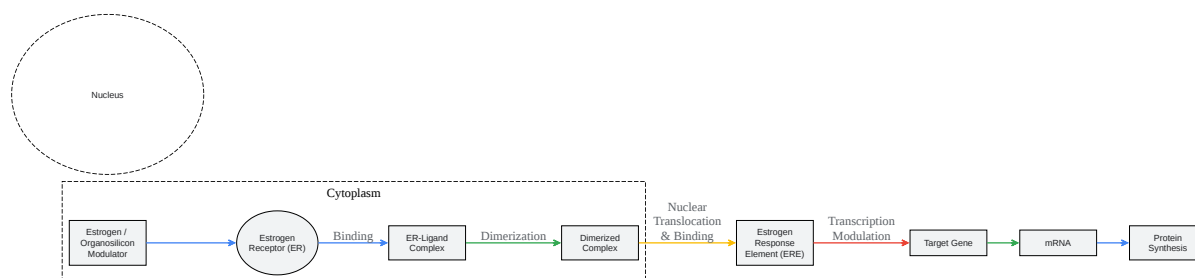 Nucleus
Cytoplasm
Estrogen /
Organosilicon
Modulator
Estrogen
Receptor (ER)
Binding
ER-Ligand
Complex
Dimerization
Dimerized
Complex
Nuclear
Translocation
& Binding
Estrogen
Response
Element (ERE)
Transcription
Modulation
Target Gene
mRNA
Protein
Synthesis